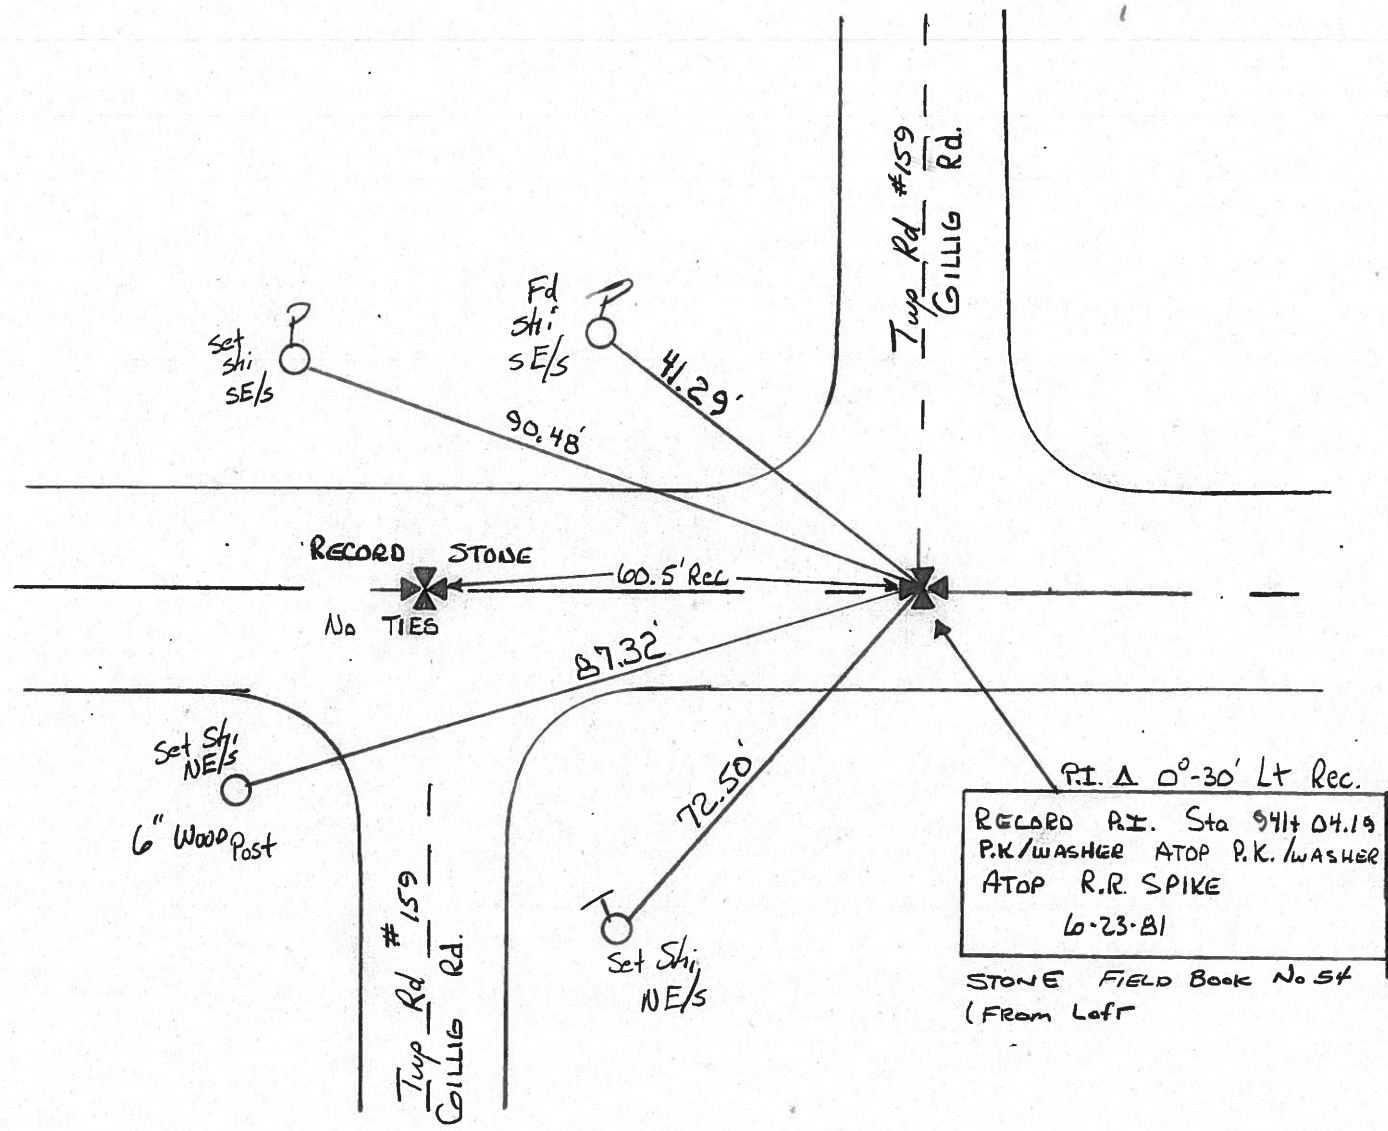 Twp Rd #159
GILLIG Rd.
Fd
Shi
SE/s
Set
Shi
SE/s
41.29'
90.48'
RECORD STONE
60.5' Rec
No TIES
87.32'
Set Shi
NE/s
6" WOOD Post
72.50'
Set Shi
NE/s
P.I. Δ 0°-30' Lt Rec.
RECORD P.I. Sta 941+04.19
P.K/WASHER ATOP P.K./WASHER
ATOP R.R. SPIKE
6-23-81
STONE FIELD BOOK No 54
(FROM LofT
Twp Rd # 159
GILLIG Rd.